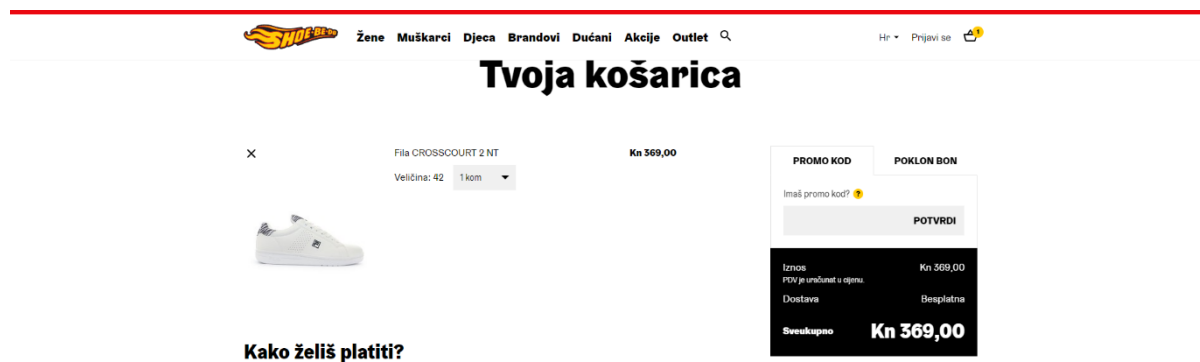 SHOE·BE·DO Žene Muškarci Djeca Brandovi Dućani Akcije Outlet Hr Prijavi se 1
Tvoja košarica
Fila CROSSCOURT 2 NT Kn 369,00
Veličina: 42 1 kom
PROMO KOD POKLON BON
Imaš promo kod? ?
POTVRDI
Iznos Kn 369,00
PDV je uračunat u cijenu.
Dostava Besplatna
Sveukupno Kn 369,00
Kako želiš platiti?